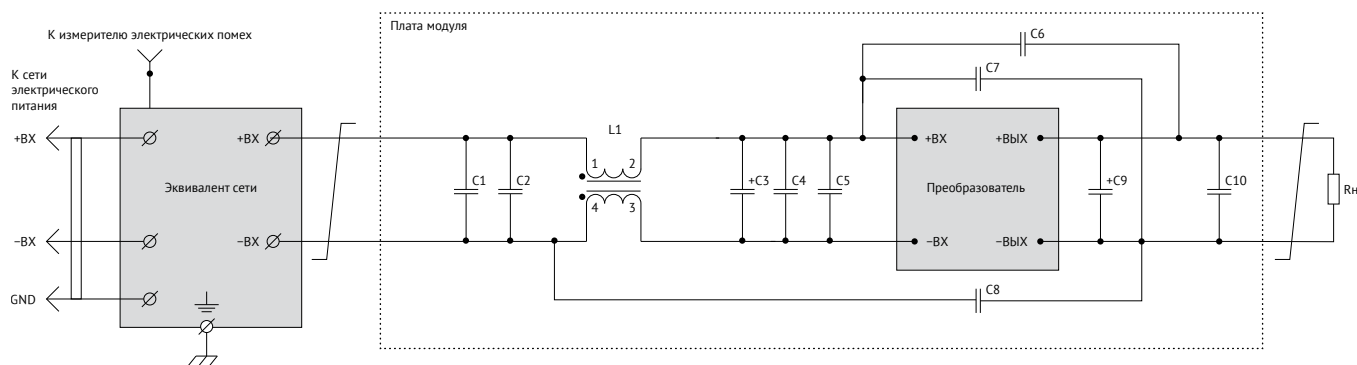 Плата модуля
К измерителю электрических помех
К сети
электрического
питания
+ВХ
−ВХ
GND
+ВХ
−ВХ
Эквивалент сети
C1
C2
L1
1
2
4
3
+C3
C4
C5
C6
C7
+ВХ
−ВХ
Преобразователь
+ВЫХ
−ВЫХ
C8
+C9
C10
Rн